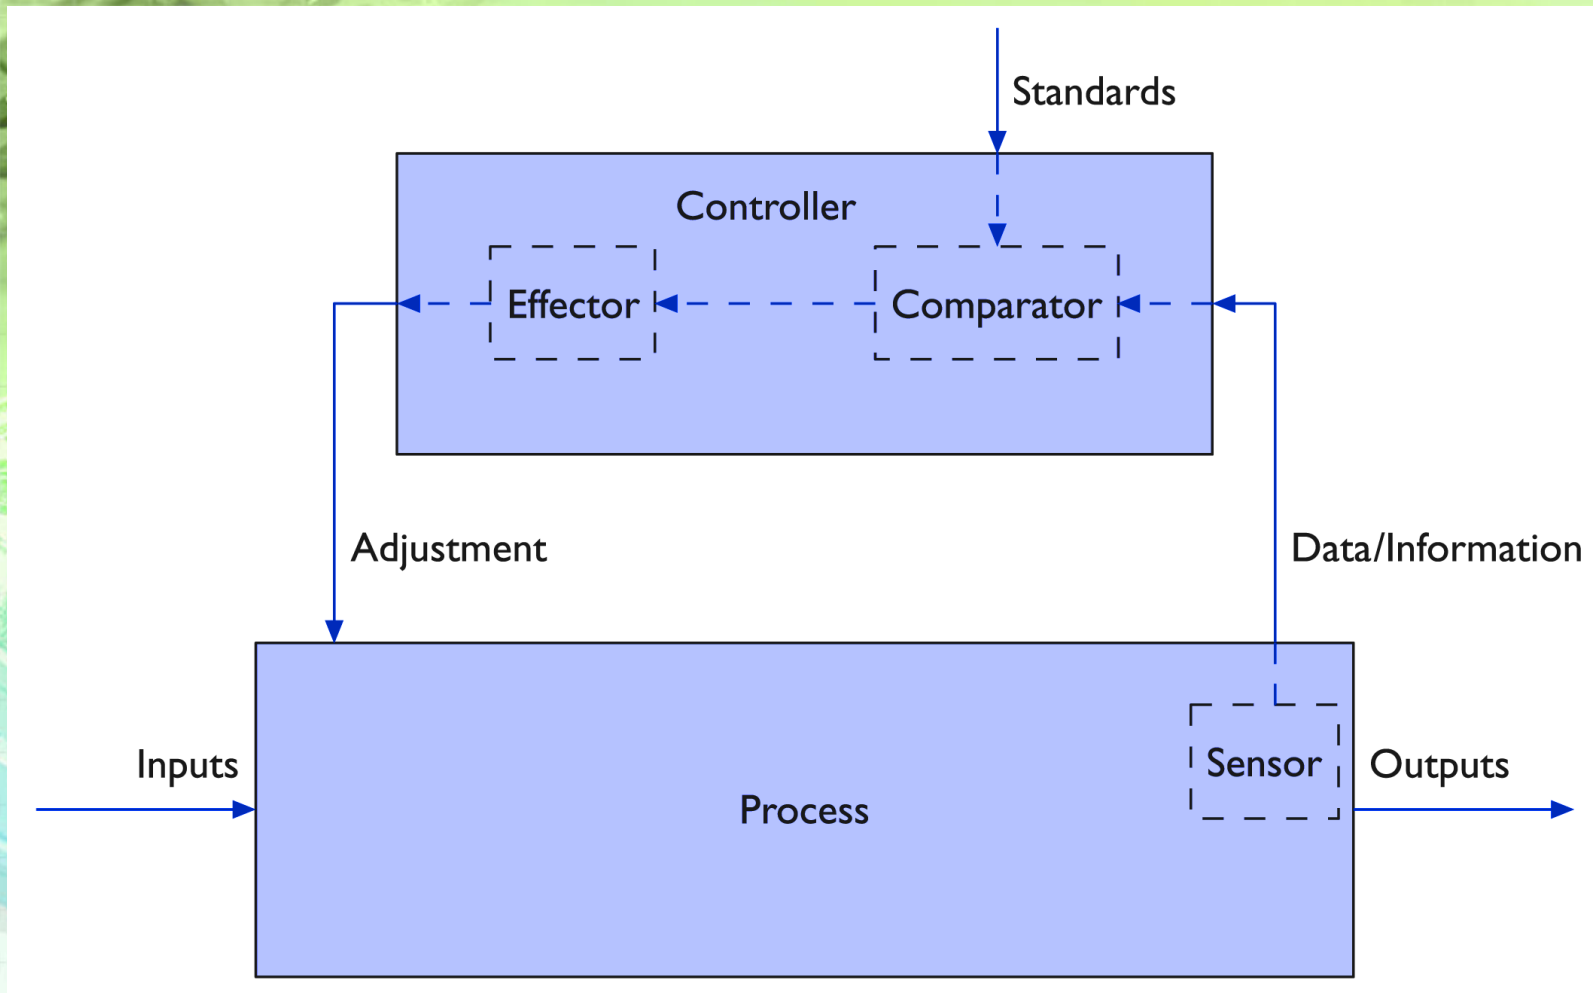 Standards
Controller
Effector
Comparator
Adjustment
Data/Information
Inputs
Sensor
Outputs
Process